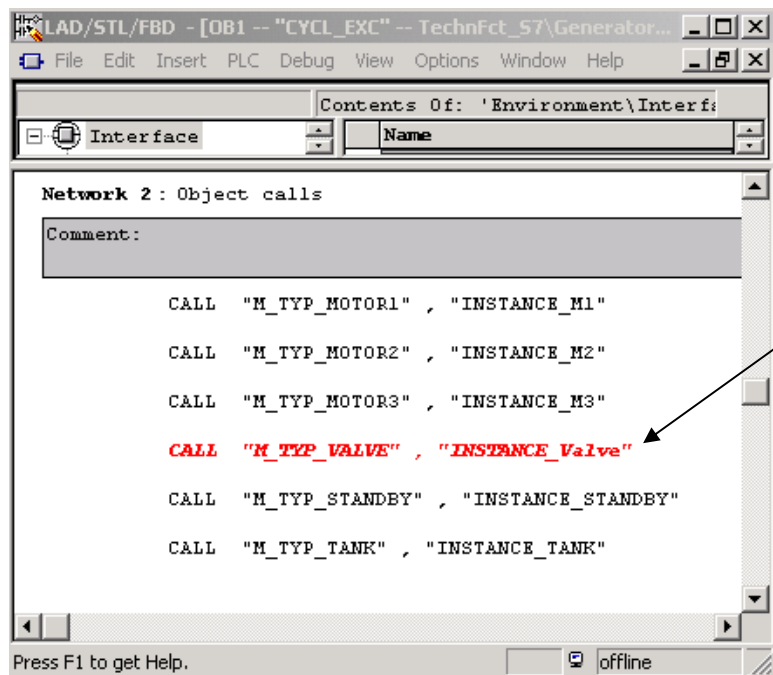 LAD/STL/FBD - [OB1 -- "CYCL_EXC" -- TechnFct_S7\Generator...
File Edit Insert PLC Debug View Options Window Help
Contents Of: 'Environment\Interfa
Interface
Name
Network 2 : Object calls
Comment:
CALL "M_TYP_MOTOR1" , "INSTANCE_M1"
CALL "M_TYP_MOTOR2" , "INSTANCE_M2"
CALL "M_TYP_MOTOR3" , "INSTANCE_M3"
CALL "M_TYP_VALVE" , "INSTANCE_Valve"
CALL "M_TYP_STANDBY" , "INSTANCE_STANDBY"
CALL "M_TYP_TANK" , "INSTANCE_TANK"
Press F1 to get Help.
offline